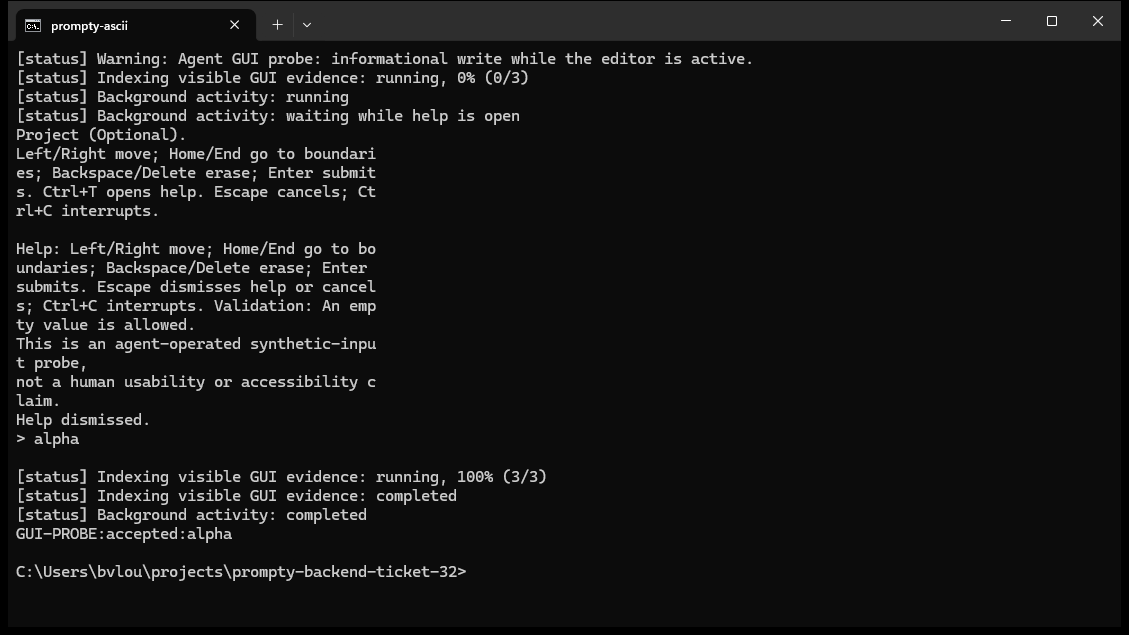 prompty-ascii
[status] Warning: Agent GUI probe: informational write while the editor is active.
[status] Indexing visible GUI evidence: running, 0% (0/3)
[status] Background activity: running
[status] Background activity: waiting while help is open
Project (Optional).
Left/Right move; Home/End go to boundari
es; Backspace/Delete erase; Enter submit
s. Ctrl+T opens help. Escape cancels; Ct
rl+C interrupts.

Help: Left/Right move; Home/End go to bo
undaries; Backspace/Delete erase; Enter
submits. Escape dismisses help or cancel
s; Ctrl+C interrupts. Validation: An emp
ty value is allowed.
This is an agent-operated synthetic-inpu
t probe,
not a human usability or accessibility c
laim.
Help dismissed.
> alpha

[status] Indexing visible GUI evidence: running, 100% (3/3)
[status] Indexing visible GUI evidence: completed
[status] Background activity: completed
GUI-PROBE:accepted:alpha

C:\Users\bvlou\projects\prompty-backend-ticket-32>